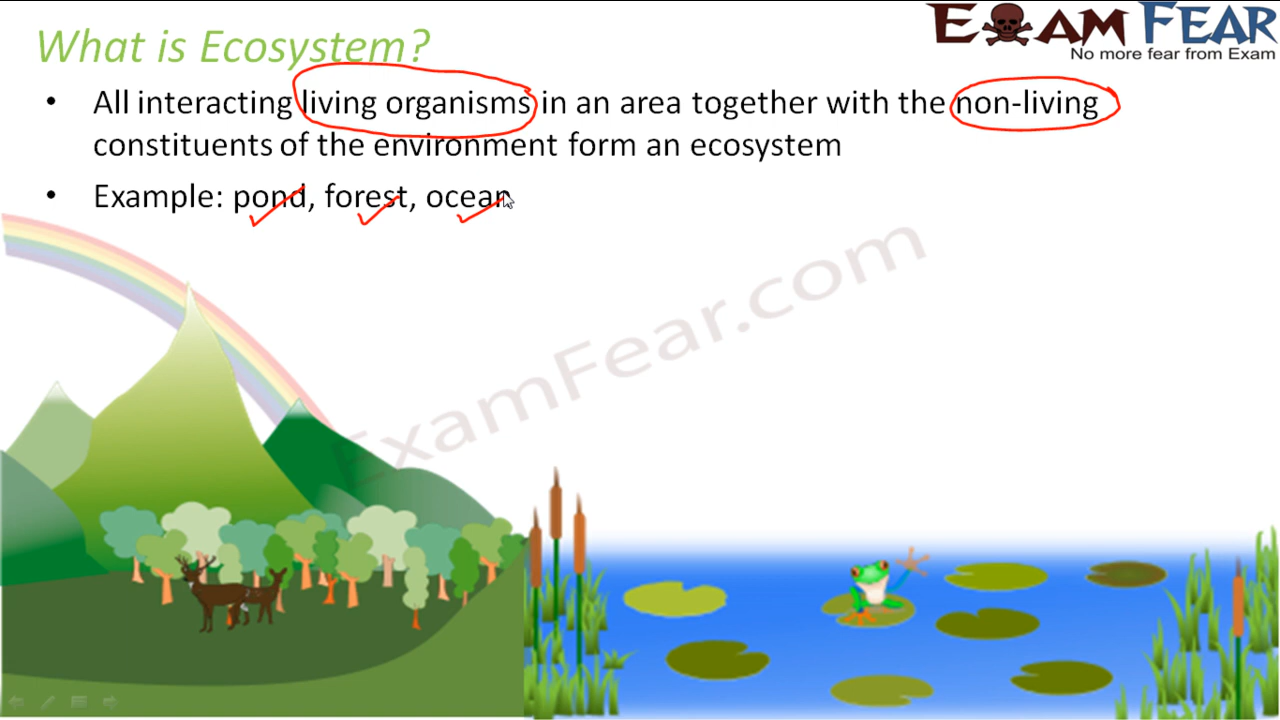 What is Ecosystem?
EXAM FEAR
No more fear from Exam
• All interacting living organisms in an area together with the non-living
constituents of the environment form an ecosystem
• Example: pond, forest, ocean
ExamFear.com